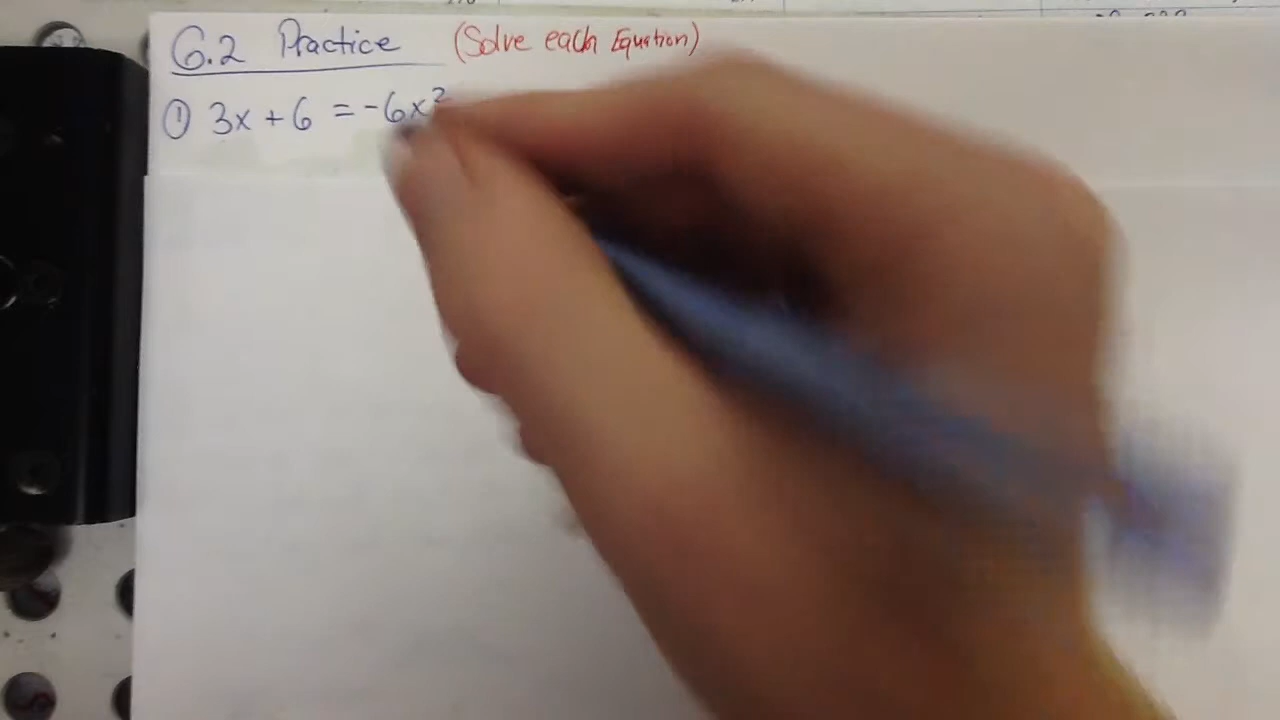 6.2 Practice (Solve each Equation)
① 3x + 6 = -6x²